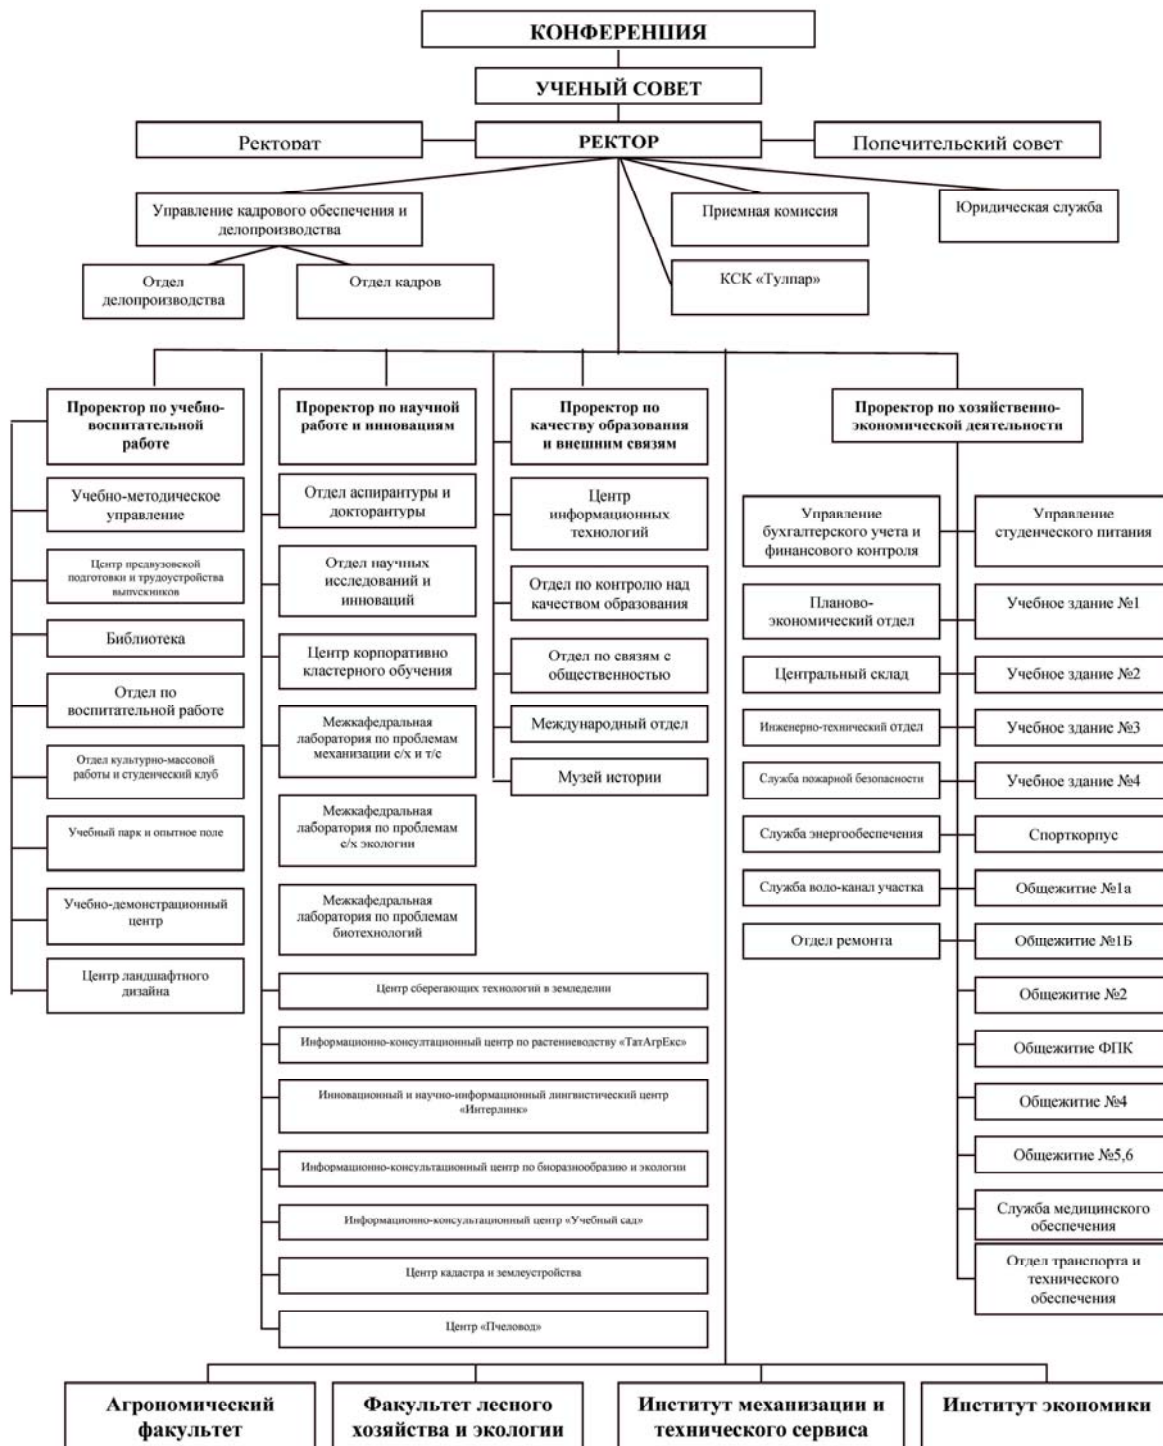 КОНФЕРЕНЦИЯ
УЧЕНЫЙ СОВЕТ
Ректорат
РЕКТОР
Попечительский совет
Управление кадрового обеспечения и
делопроизводства
Приемная комиссия
Юридическая служба
Отдел
делопроизводства
Отдел кадров
КСК «Тулпар»
Проректор по учебно-
воспитательной
работе
Учебно-методическое
управление
Центр предвузовской
подготовки и трудоустройства
выпускников
Библиотека
Отдел по
воспитательной работе
Отдел культурно-массовой
работы и студенческий клуб
Учебный парк и опытное поле
Учебно-демонстрационный
центр
Центр ландшафтного
дизайна
Проректор по научной
работе и инновациям
Отдел аспирантуры и
докторантуры
Отдел научных
исследований и
инноваций
Центр корпоративно
кластерного обучения
Межкафедральная
лаборатория по проблемам
механизации с/х и т/с
Межкафедральная
лаборатория по проблемам
с/х экологии
Межкафедральная
лаборатория по проблемам
биотехнологий
Центр сберегающих технологий в земледелии
Информационно-консултационный центр по растениеводству «ТатАгрЕкс»
Инновационный и научно-информационный лингвистический центр
«Интерлинк»
Информационно-консультационный центр по биоразнообразию и экологии
Информационно-консультационный центр «Учебный сад»
Центр кадастра и землеустройства
Центр «Пчеловод»
Проректор по
качеству образования
и внешним связям
Центр
информационных
технологий
Отдел по контролю над
качеством образования
Отдел по связям с
общественностью
Международный отдел
Музей истории
Проректор по хозяйственно-
экономической деятельности
Управление
бухгалтерского учета и
финансового контроля
Планово-
экономический отдел
Центральный склад
Инженерно-технический отдел
Служба пожарной безопасности
Служба энергообеспечения
Служба водо-канал участка
Отдел ремонта
Управление
студенческого питания
Учебное здание №1
Учебное здание №2
Учебное здание №3
Учебное здание №4
Спорткорпус
Общежитие №1а
Общежитие №1Б
Общежитие №2
Общежитие ФПК
Общежитие №4
Общежитие №5,6
Служба медицинского
обеспечения
Отдел транспорта и
технического
обеспечения
Агрономический
факультет
Факультет лесного
хозяйства и экологии
Институт механизации и
технического сервиса
Институт экономики